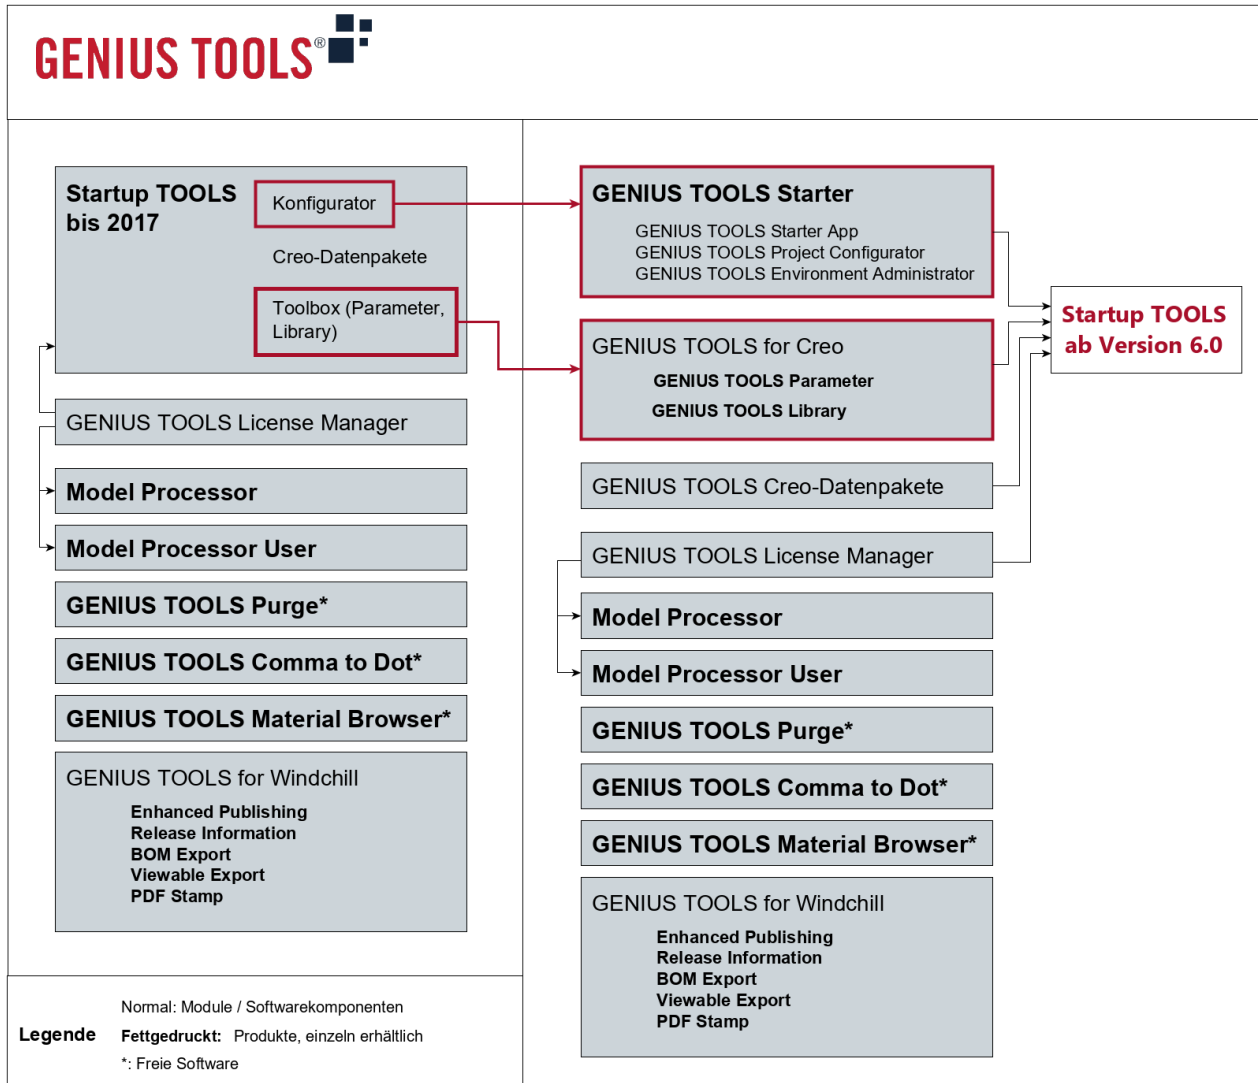 GENIUS TOOLS®
Startup TOOLS
bis 2017
Konfigurator
Creo-Datenpakete
Toolbox (Parameter,
Library)
GENIUS TOOLS License Manager
Model Processor
Model Processor User
GENIUS TOOLS Purge*
GENIUS TOOLS Comma to Dot*
GENIUS TOOLS Material Browser*
GENIUS TOOLS for Windchill
Enhanced Publishing
Release Information
BOM Export
Viewable Export
PDF Stamp
GENIUS TOOLS Starter
GENIUS TOOLS Starter App
GENIUS TOOLS Project Configurator
GENIUS TOOLS Environment Administrator
GENIUS TOOLS for Creo
GENIUS TOOLS Parameter
GENIUS TOOLS Library
GENIUS TOOLS Creo-Datenpakete
GENIUS TOOLS License Manager
Model Processor
Model Processor User
GENIUS TOOLS Purge*
GENIUS TOOLS Comma to Dot*
GENIUS TOOLS Material Browser*
GENIUS TOOLS for Windchill
Enhanced Publishing
Release Information
BOM Export
Viewable Export
PDF Stamp
Startup TOOLS
ab Version 6.0
Legende
Normal: Module / Softwarekomponenten
Fettgedruckt: Produkte, einzeln erhältlich
*: Freie Software